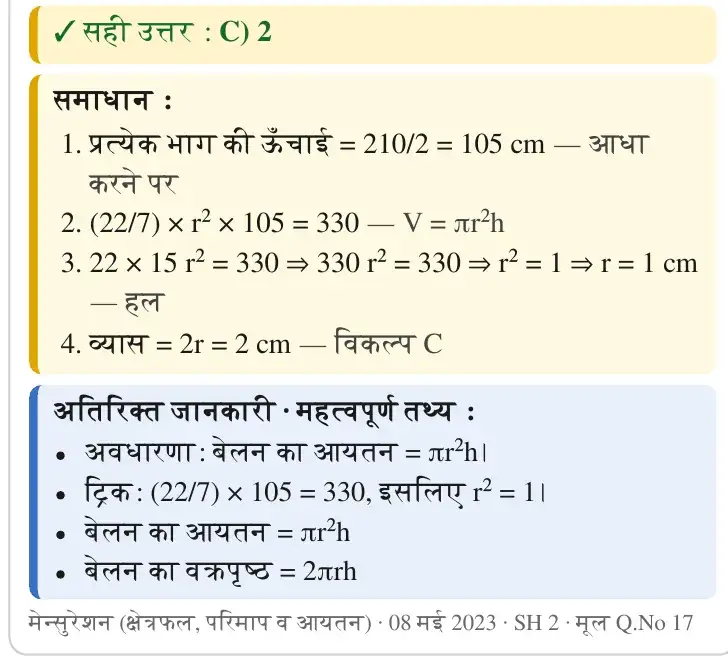 ✓ सही उत्तर : C) 2
समाधान :
1. प्रत्येक भाग की ऊँचाई = 210/2 = 105 cm — आधा
करने पर
2. (22/7) × r² × 105 = 330 — V = πr²h
3. 22 × 15 r² = 330 ⇒ 330 r² = 330 ⇒ r² = 1 ⇒ r = 1 cm
— हल
4. व्यास = 2r = 2 cm — विकल्प C
अतिरिक्त जानकारी · महत्वपूर्ण तथ्य :
• अवधारणा: बेलन का आयतन = πr²h।
• ट्रिक: (22/7) × 105 = 330, इसलिए r² = 1।
• बेलन का आयतन = πr²h
• बेलन का वक्रपृष्ठ = 2πrh
मेन्सुरेशन (क्षेत्रफल, परिमाप व आयतन) · 08 मई 2023 · SH 2 · मूल Q.No 17